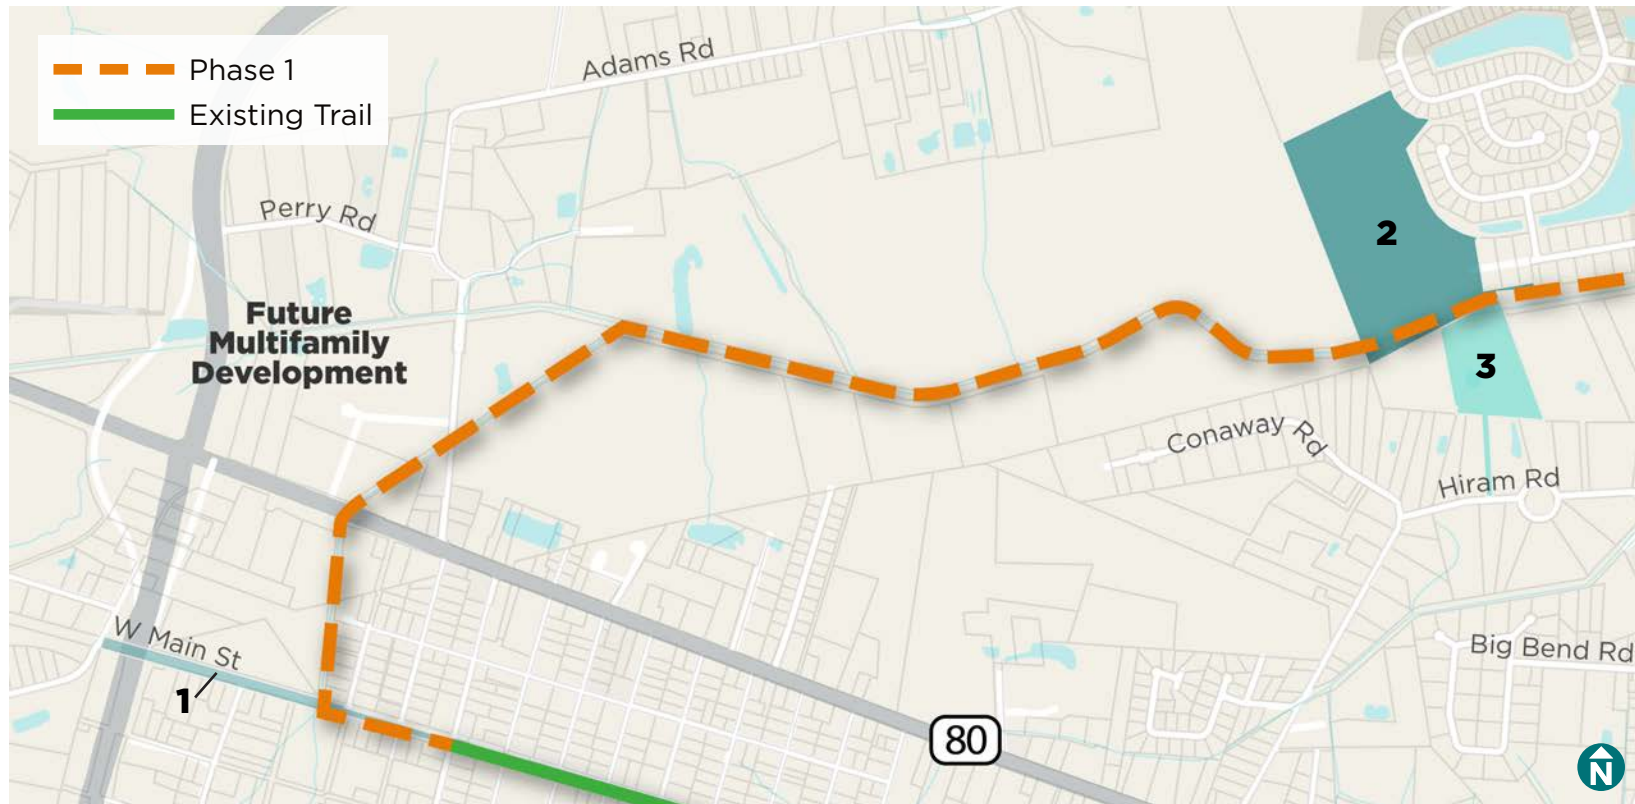 Phase 1
Existing Trail
Adams Rd
Perry Rd
Future
Multifamily
Development
2
3
Conaway Rd
Hiram Rd
W Main St
1
Big Bend Rd
80
N